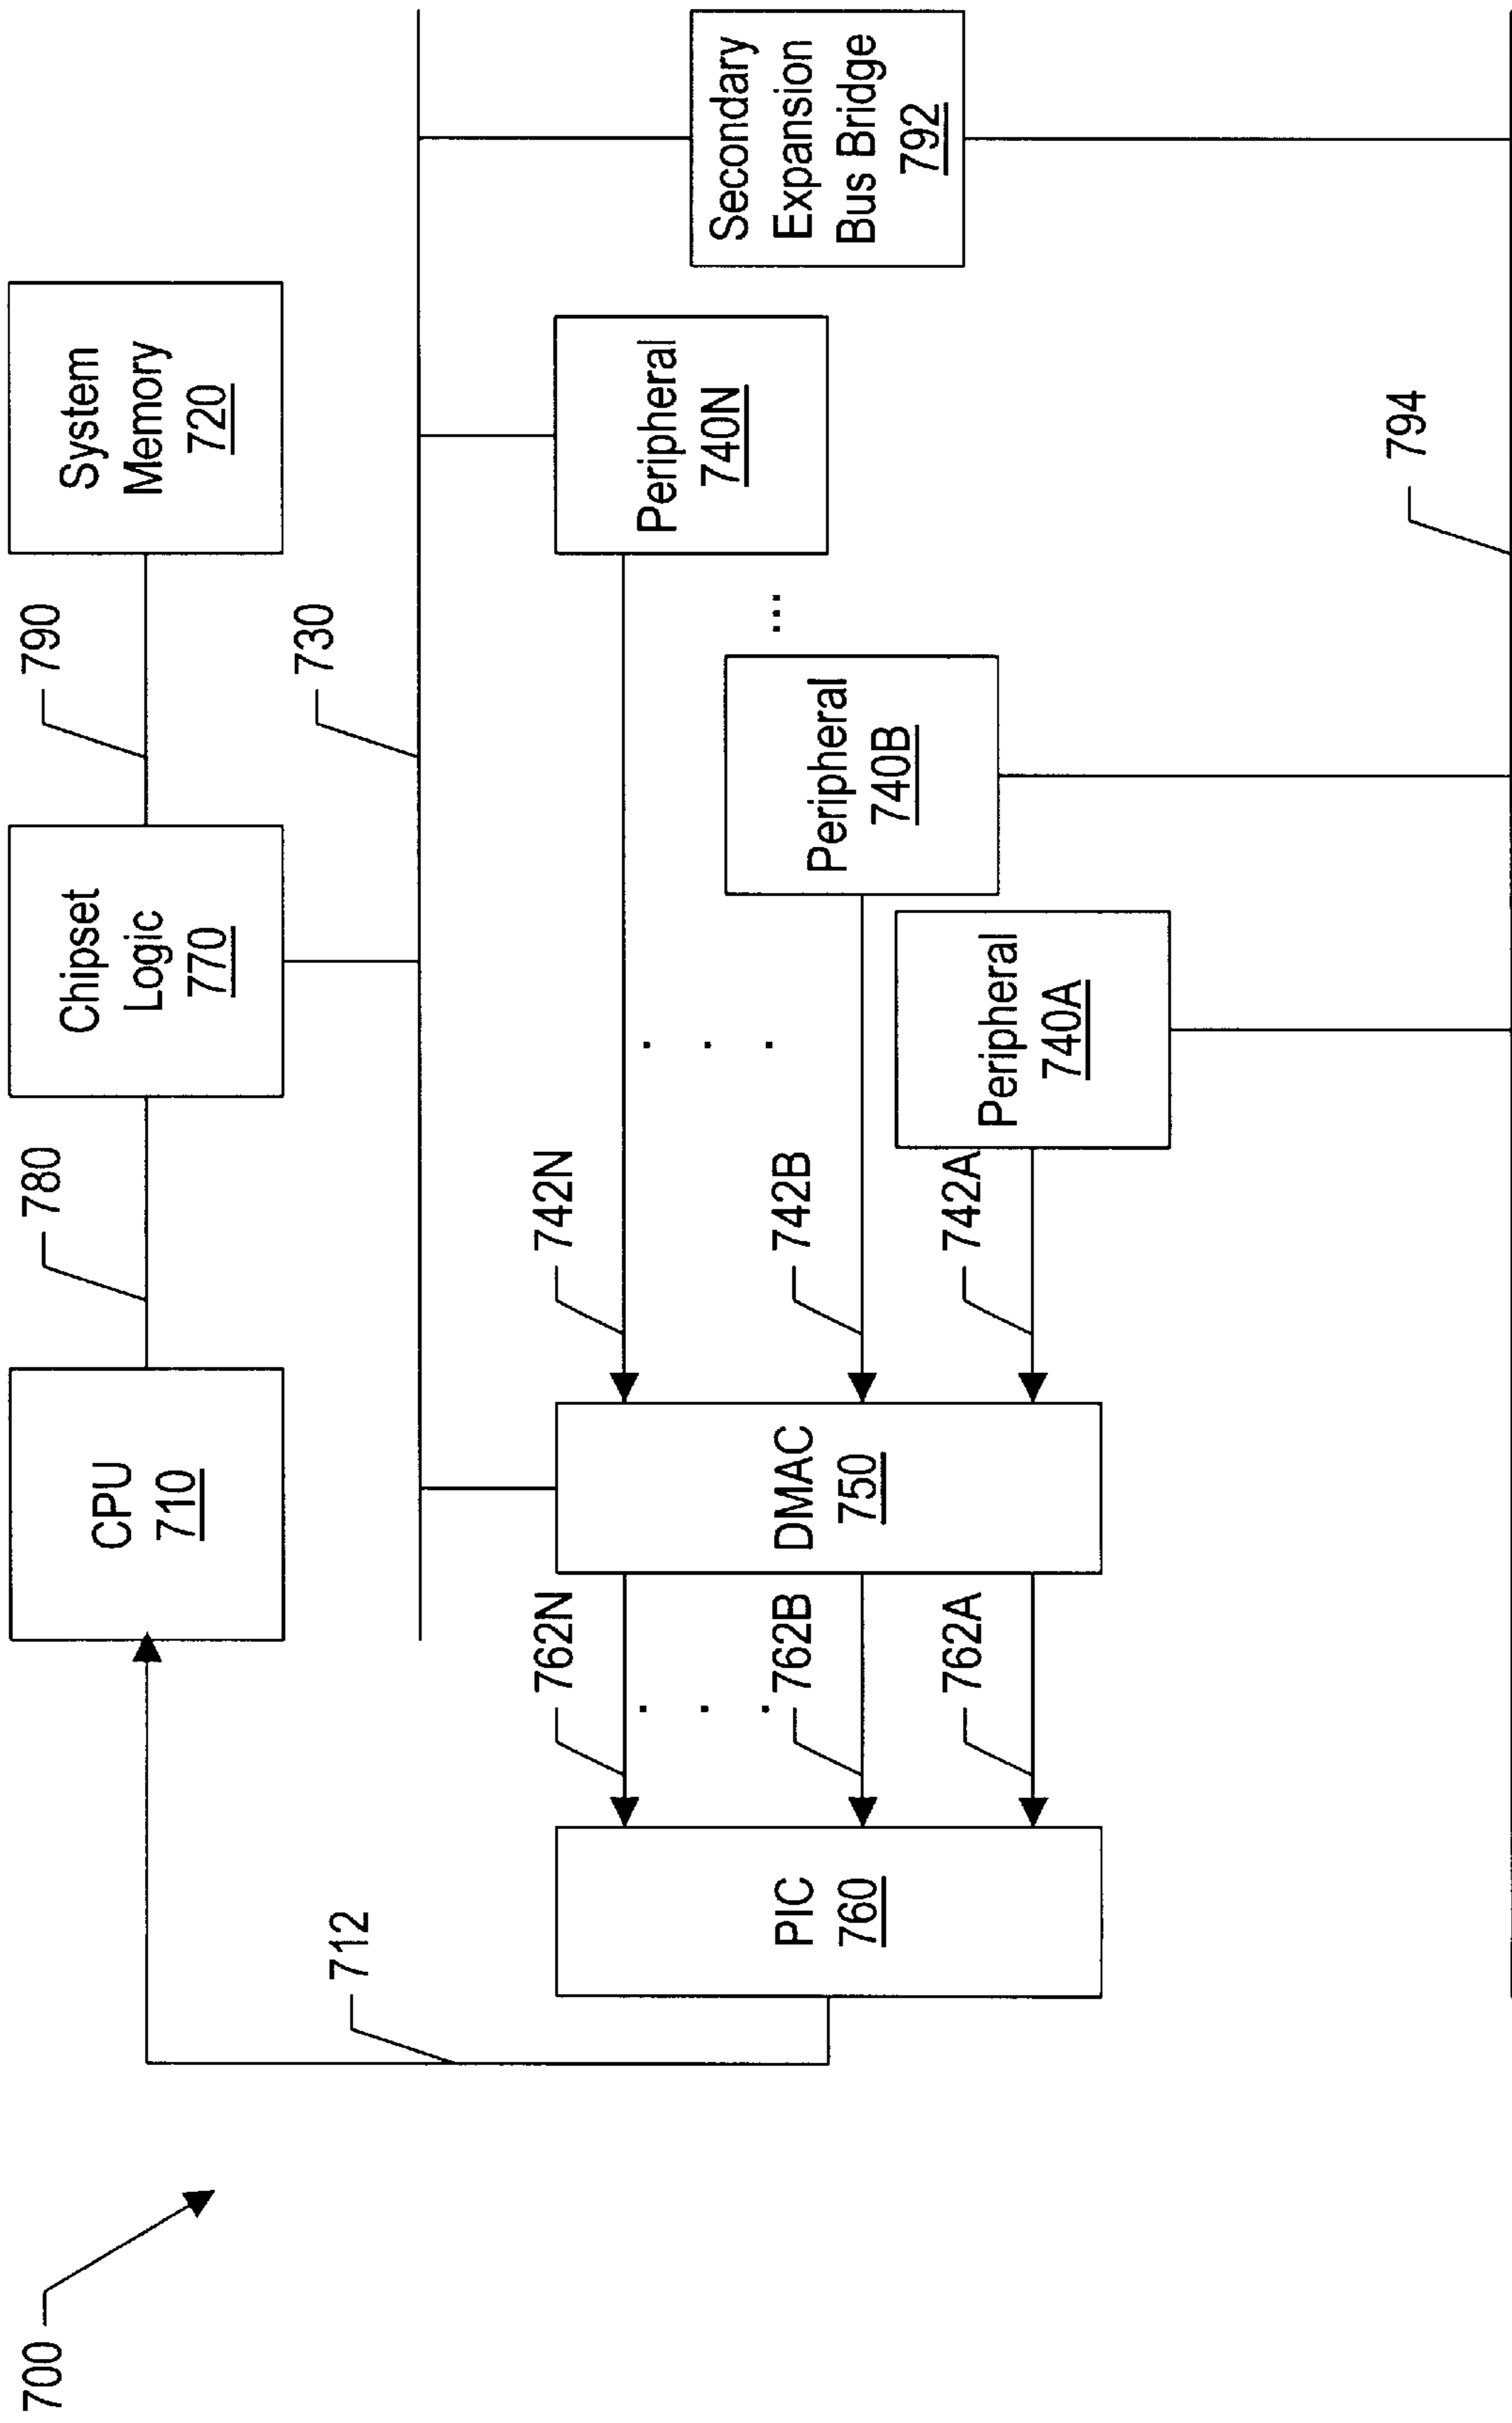 700
CPU
710
780
Chipset
Logic
770
790
System
Memory
720
712
730
762N
742N
Peripheral
740N
Secondary
Expansion
Bus Bridge
792
. . .
. . .
...
PIC
760
762B
DMAC
750
742B
Peripheral
740B
762A
742A
Peripheral
740A
794